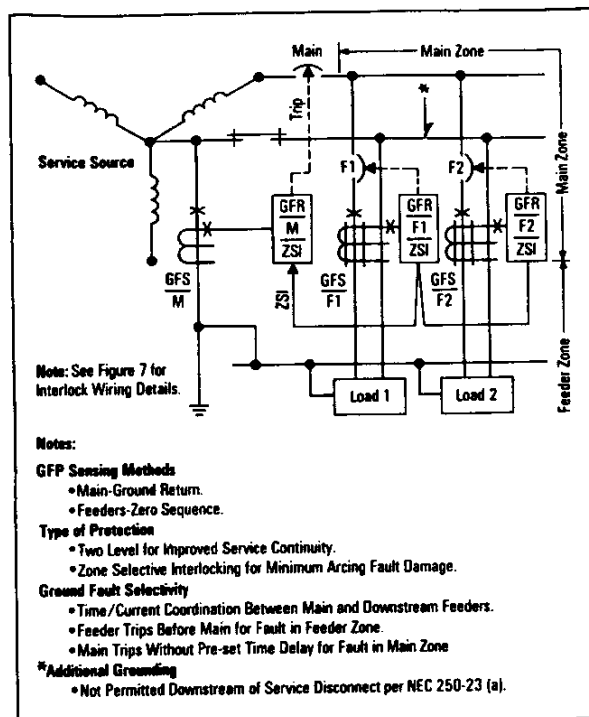 Main
Main Zone
Trip
*
Service Source
F1
F2
Main Zone
GFR
M
ZSI
GFR
F1
ZSI
GFR
F2
ZSI
GFS
M
ZSI
GFS
F1
GFS
F2
Feeder Zone
Note: See Figure 7 for
Interlock Wiring Details.
Load 1
Load 2
Notes:
GFP Sensing Methods
•Main-Ground Return.
•Feeders-Zero Sequence.
Type of Protection
•Two Level for Improved Service Continuity.
•Zone Selective Interlocking for Minimum Arcing Fault Damage.
Ground Fault Selectivity
•Time/Current Coordination Between Main and Downstream Feeders.
•Feeder Trips Before Main for Fault in Feeder Zone.
•Main Trips Without Pre-set Time Delay for Fault in Main Zone
*Additional Grounding
•Not Permitted Downstream of Service Disconnect per NEC 250-23 (a).